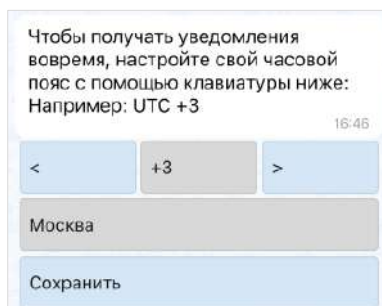 Чтобы получать уведомления
вовремя, настройте свой часовой
пояс с помощью клавиатуры ниже:
Например: UTC +3
16:46
< +3 >
Москва
Сохранить